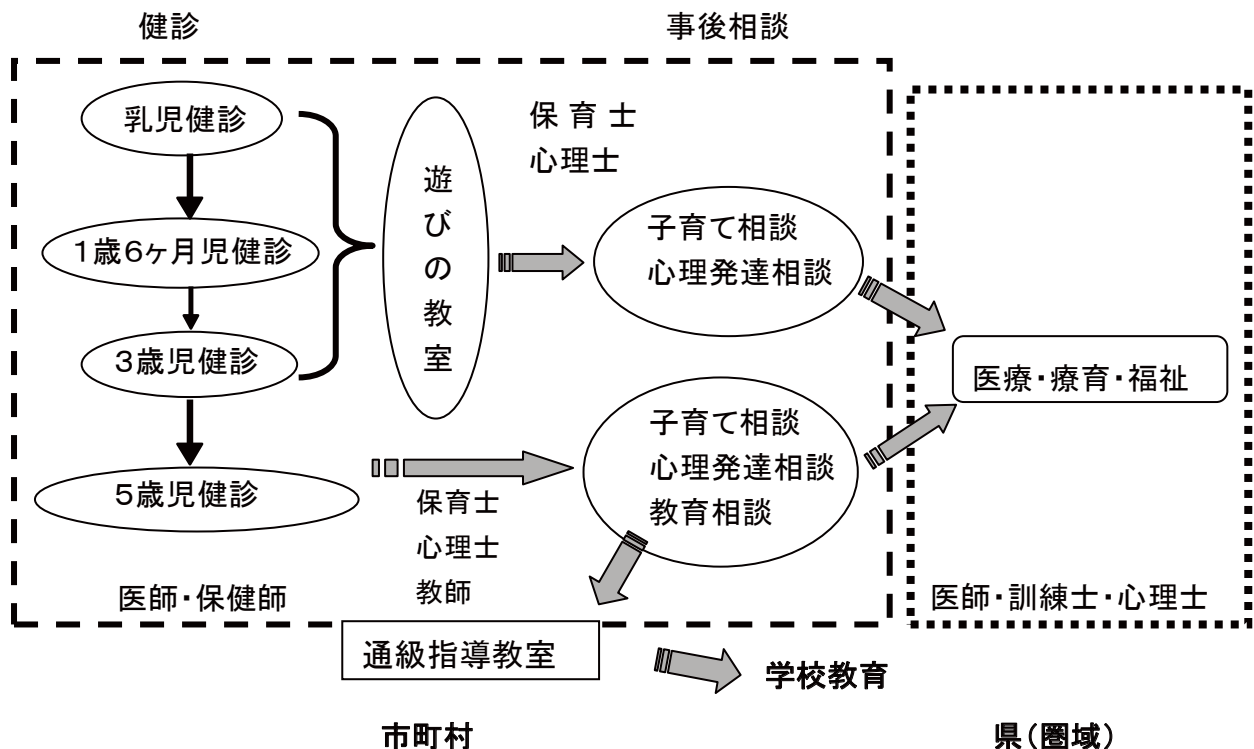 健診
事後相談
乳児健診
1歳6ヶ月児健診
3歳児健診
5歳児健診
医師・保健師
遊びの教室
保 育 士
心理士
子育て相談
心理発達相談
保育士
心理士
教師
子育て相談
心理発達相談
教育相談
医療・療育・福祉
医師・訓練士・心理士
通級指導教室
学校教育
市町村
県(圏域)